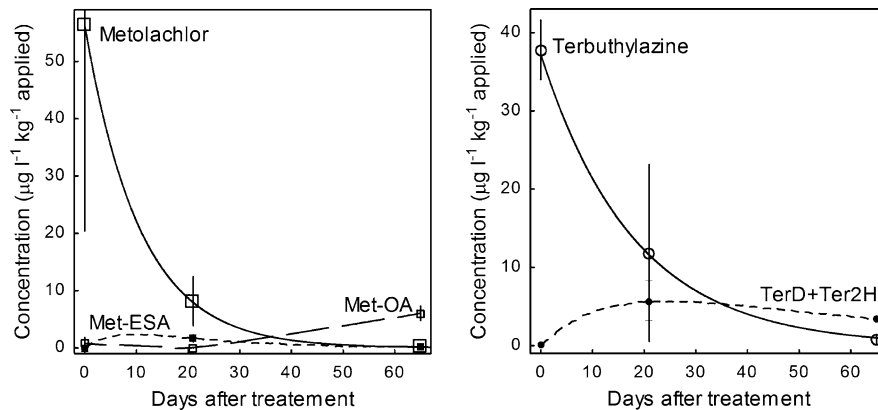 Metolachlor
Met-ESA
Met-OA
Concentration (µg l⁻¹ kg⁻¹ applied)
50
40
30
20
10
0
0 10 20 30 40 50 60
Days after treatement
Terbuthylazine
TerD+Ter2H
Concentration (µg l⁻¹ kg⁻¹ applied)
40
30
20
10
0
0 10 20 30 40 50 60
Days after treatement